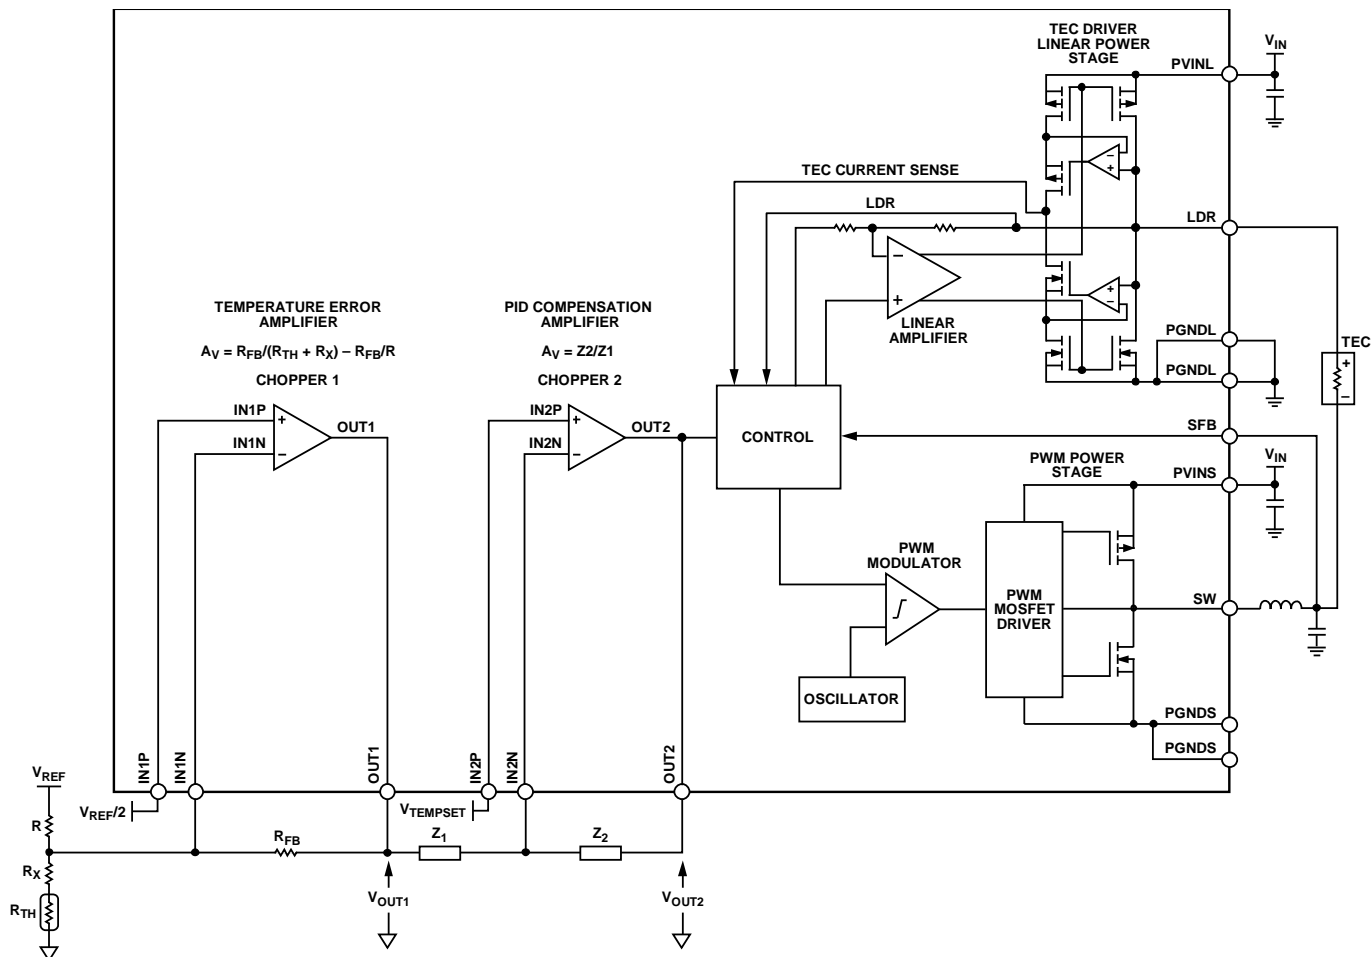 TEC DRIVER
LINEAR POWER
STAGE
VIN
PVINL
TEC CURRENT SENSE
LDR
LDR
−
+
+
−
−
+
LINEAR
AMPLIFIER
PGNDL
PGNDL
TEC
+
−
TEMPERATURE ERROR
AMPLIFIER
AV = RFB/(RTH + RX) – RFB/R
CHOPPER 1
PID COMPENSATION
AMPLIFIER
AV = Z2/Z1
CHOPPER 2
IN1P
IN1N
+
−
OUT1
IN2P
IN2N
+
−
OUT2
CONTROL
SFB
PWM POWER
STAGE
VIN
PVINS
PWM
MODULATOR
PWM
MOSFET
DRIVER
SW
OSCILLATOR
PGNDS
PGNDS
IN1P
IN1N
OUT1
IN2P
IN2N
OUT2
VREF
VREF/2
VTEMPSET
R
RFB
Z1
Z2
RX
RTH
VOUT1
VOUT2